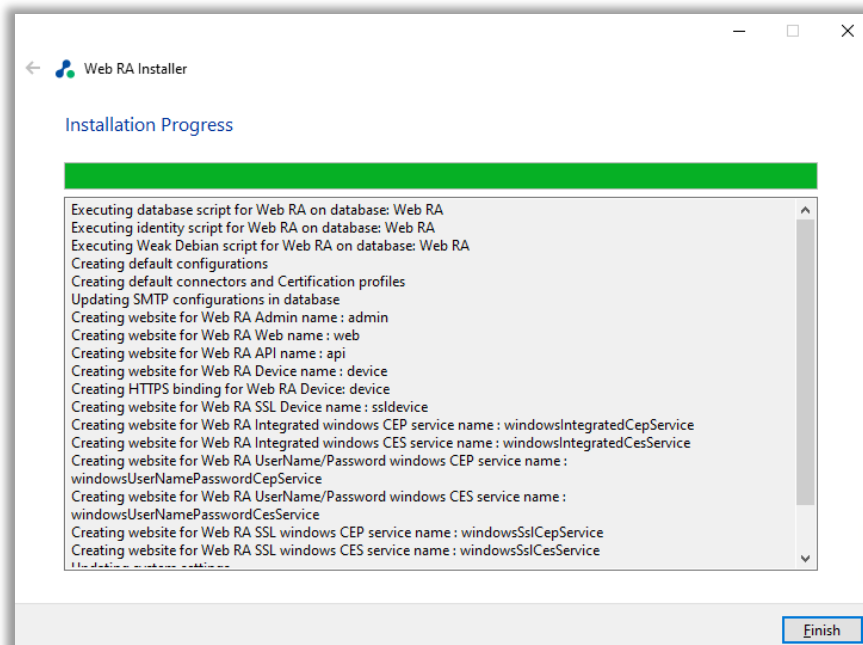 Web RA Installer
Installation Progress
Executing database script for Web RA on database: Web RA
Executing identity script for Web RA on database: Web RA
Executing Weak Debian script for Web RA on database: Web RA
Creating default configurations
Creating default connectors and Certification profiles
Updating SMTP configurations in database
Creating website for Web RA Admin name : admin
Creating website for Web RA Web name : web
Creating website for Web RA API name : api
Creating website for Web RA Device name : device
Creating HTTPS binding for Web RA Device: device
Creating website for Web RA SSL Device name : ssldevice
Creating website for Web RA Integrated windows CEP service name : windowsIntegratedCepService
Creating website for Web RA Integrated windows CES service name : windowsIntegratedCesService
Creating website for Web RA UserName/Password windows CEP service name :
windowsUserNamePasswordCepService
Creating website for Web RA UserName/Password windows CES service name :
windowsUserNamePasswordCesService
Creating website for Web RA SSL windows CEP service name : windowsSslCepService
Creating website for Web RA SSL windows CES service name : windowsSslCesService
Updating system settings
Finish